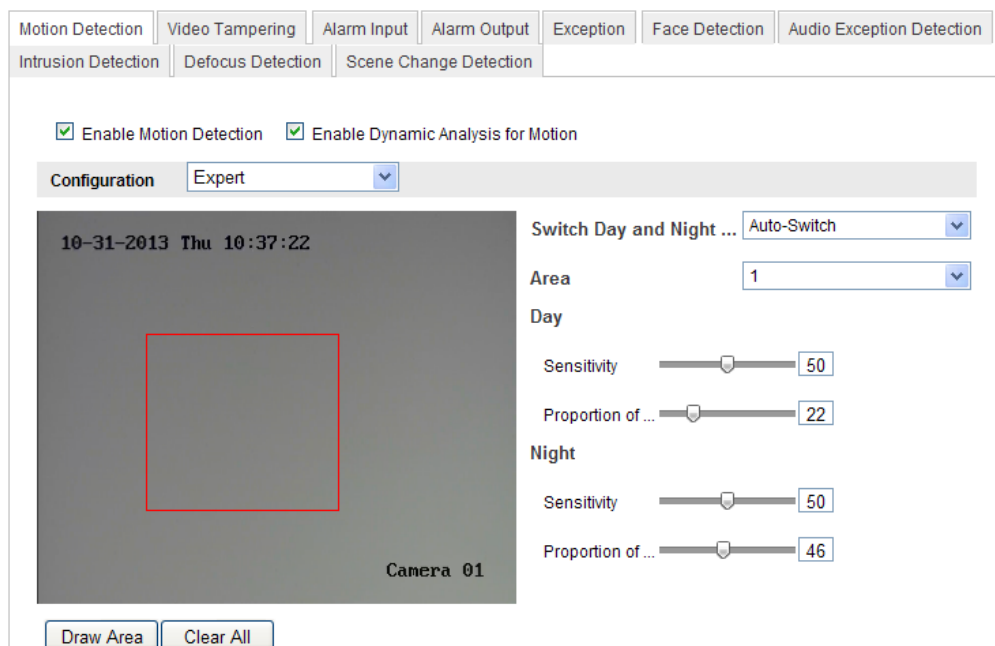 Motion Detection Video Tampering Alarm Input Alarm Output Exception Face Detection Audio Exception Detection
Intrusion Detection Defocus Detection Scene Change Detection
Enable Motion Detection Enable Dynamic Analysis for Motion
Configuration Expert
10-31-2013 Thu 10:37:22
Camera 01
Switch Day and Night ... Auto-Switch
Area 1
Day
Sensitivity 50
Proportion of ... 22
Night
Sensitivity 50
Proportion of ... 46
Draw Area Clear All